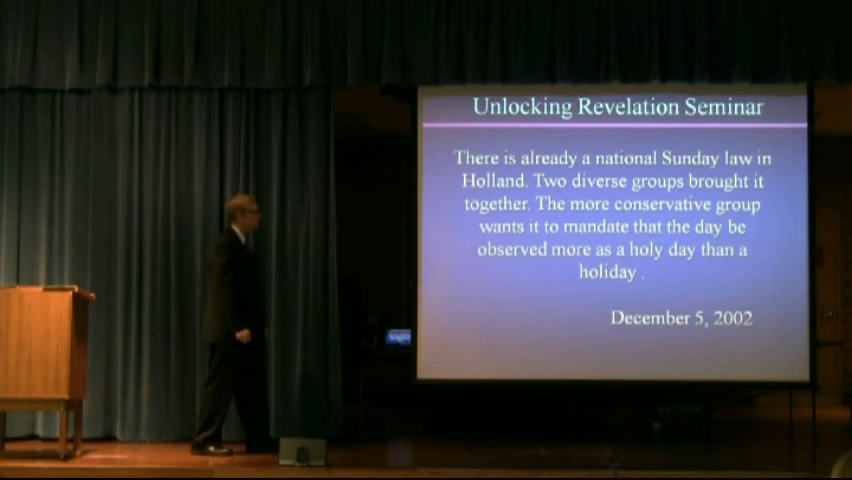 Unlocking Revelation Seminar
There is already a national Sunday law in
Holland. Two diverse groups brought it
together. The more conservative group
wants it to mandate that the day be
observed more as a holy day than a
holiday .
December 5, 2002